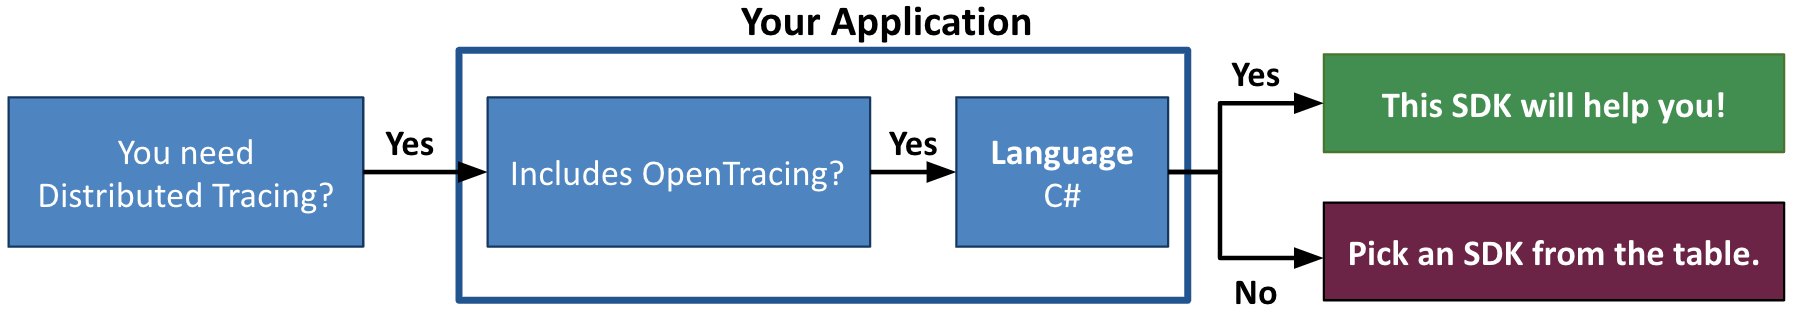 Your Application
You need
Distributed Tracing?
Yes
Includes OpenTracing?
Yes
Language
C#
Yes
This SDK will help you!
No
Pick an SDK from the table.